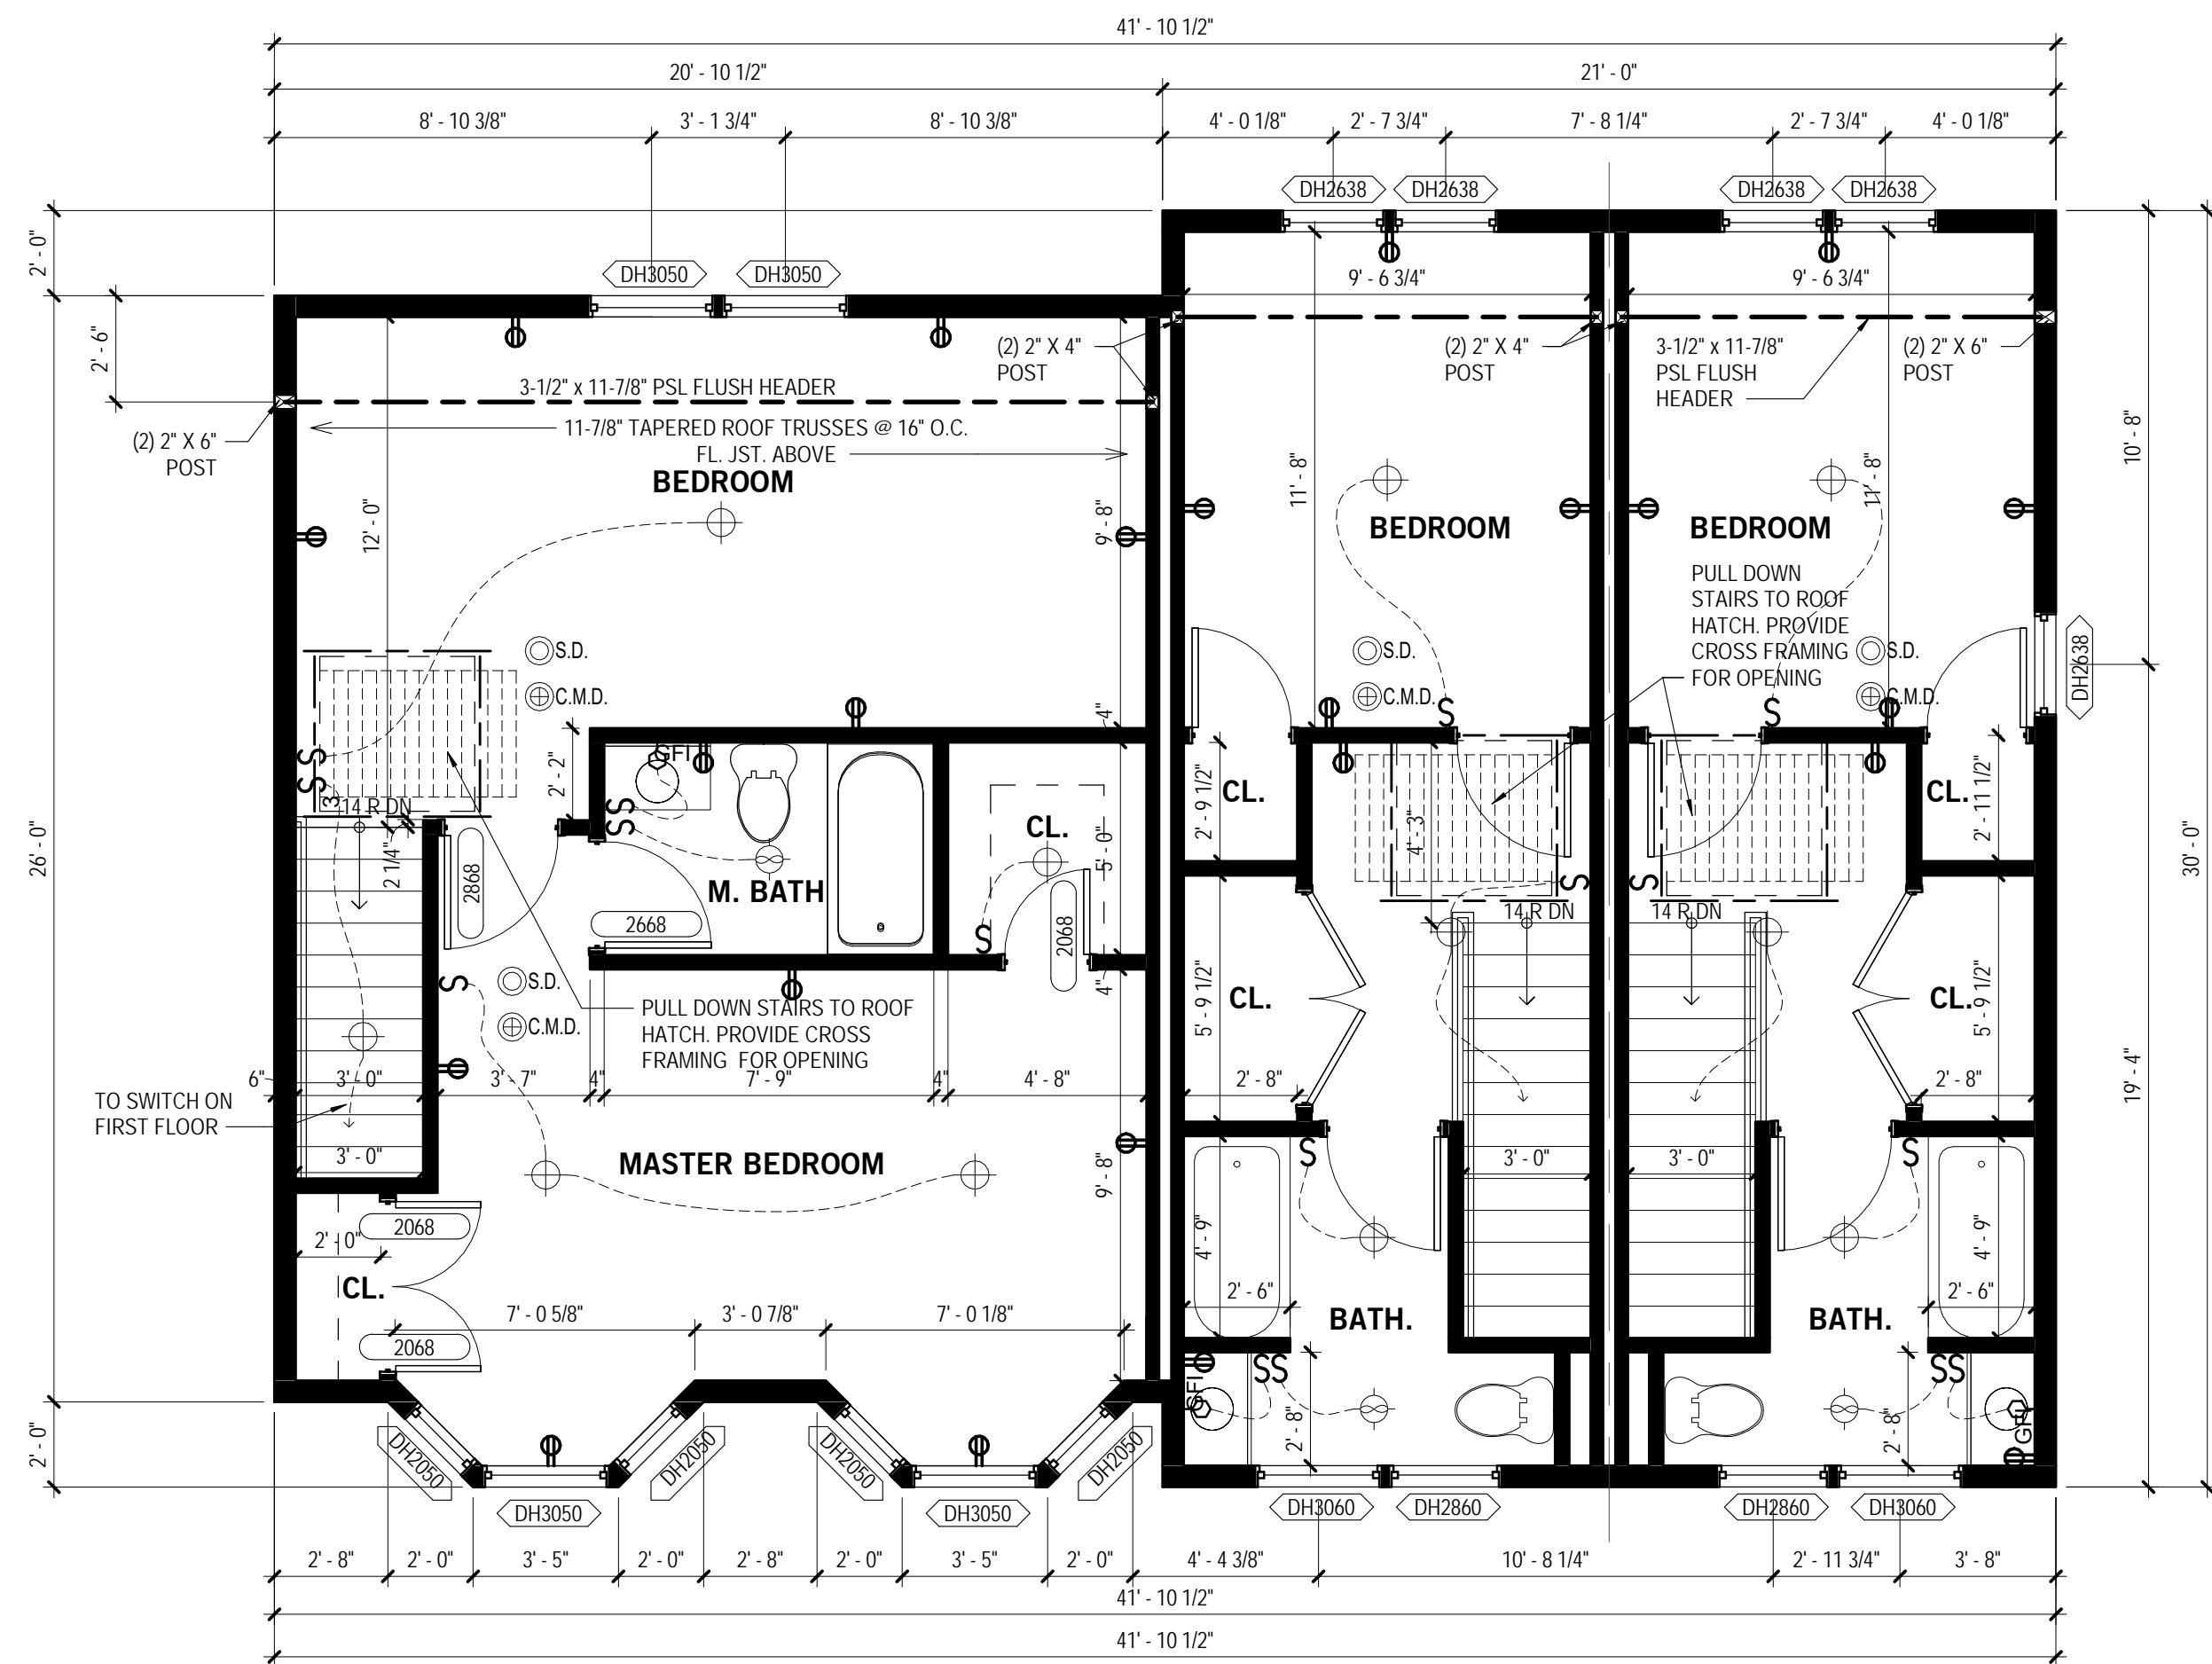 41' - 10 1/2"
20' - 10 1/2"
21' - 0"
8' - 10 3/8"
3' - 1 3/4"
8' - 10 3/8"
4' - 0 1/8"
2' - 7 3/4"
7' - 8 1/4"
2' - 7 3/4"
4' - 0 1/8"
DH2638
DH2638
DH2638
DH2638
2' - 0"
DH3050
DH3050
9' - 6 3/4"
9' - 6 3/4"
2' - 6"
(2) 2" X 4"
POST
(2) 2" X 4"
POST
3-1/2" x 11-7/8"
PSL FLUSH
HEADER
(2) 2" X 6"
POST
3-1/2" x 11-7/8" PSL FLUSH HEADER
11-7/8" TAPERED ROOF TRUSSES @ 16" O.C.
FL. JST. ABOVE
(2) 2" X 6"
POST
BEDROOM
12' - 0"
9' - 8"
11' - 8"
11' - 8"
10' - 8"
BEDROOM
BEDROOM
PULL DOWN
STAIRS TO ROOF
HATCH. PROVIDE
CROSS FRAMING
FOR OPENING
S.D.
C.M.D.
S.D.
C.M.D.
S.D.
C.M.D.
DH2638
4"
S
S
S
S
3
14 R DN
2 1/4"
2' - 2"
GFI
S
S
M. BATH
CL.
5' - 0"
S
2868
2668
2068
4"
CL.
2' - 9 1/2"
4' - 3"
CL.
2' - 11 1/2"
S
S
14 R DN
14 R DN
26' - 0"
30' - 0"
S
S.D.
C.M.D.
PULL DOWN STAIRS TO ROOF
HATCH. PROVIDE CROSS
FRAMING FOR OPENING
CL.
5' - 9 1/2"
CL.
5' - 9 1/2"
6"
3' - 0"
3' - 7"
4"
7' - 9"
4"
4' - 8"
2' - 8"
2' - 8"
19' - 4"
TO SWITCH ON
FIRST FLOOR
3' - 0"
MASTER BEDROOM
9' - 8"
S
3' - 0"
3' - 0"
S
2068
2' - 0"
CL.
2068
4' - 9"
2' - 6"
4' - 9"
2' - 6"
7' - 0 5/8"
3' - 0 7/8"
7' - 0 1/8"
BATH.
BATH.
SS
SS
GFI
2' - 8"
2' - 8"
GFI
2' - 0"
DH2050
DH3050
DH2050
DH2050
DH3050
DH2050
DH3060
DH2860
DH2860
DH3060
2' - 8"
2' - 0"
3' - 5"
2' - 0"
2' - 8"
2' - 0"
3' - 5"
2' - 0"
4' - 4 3/8"
10' - 8 1/4"
2' - 11 3/4"
3' - 8"
41' - 10 1/2"
41' - 10 1/2"